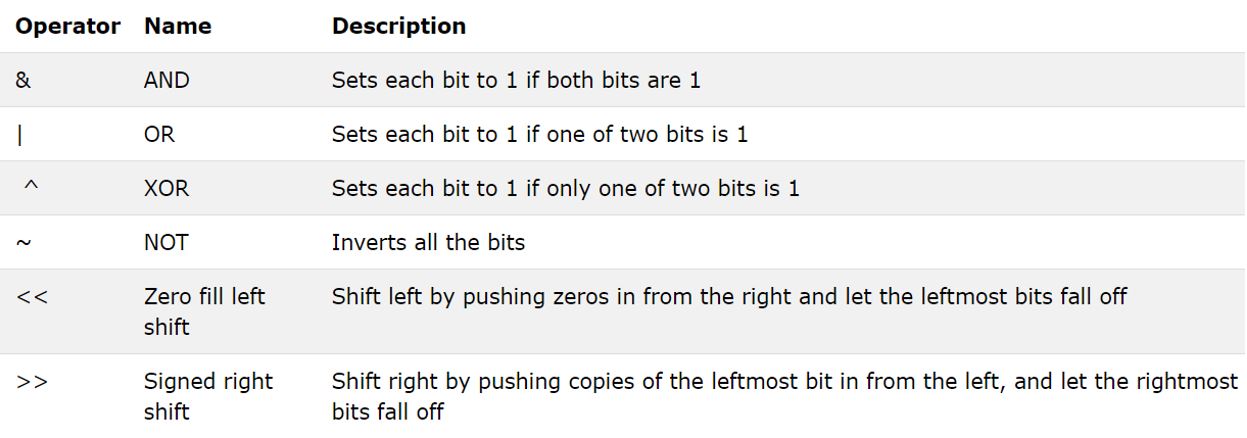 Operator Name Description
& AND Sets each bit to 1 if both bits are 1
| OR Sets each bit to 1 if one of two bits is 1
^ XOR Sets each bit to 1 if only one of two bits is 1
~ NOT Inverts all the bits
<< Zero fill left Shift left by pushing zeros in from the right and let the leftmost bits fall off
shift
>> Signed right Shift right by pushing copies of the leftmost bit in from the left, and let the rightmost
shift bits fall off